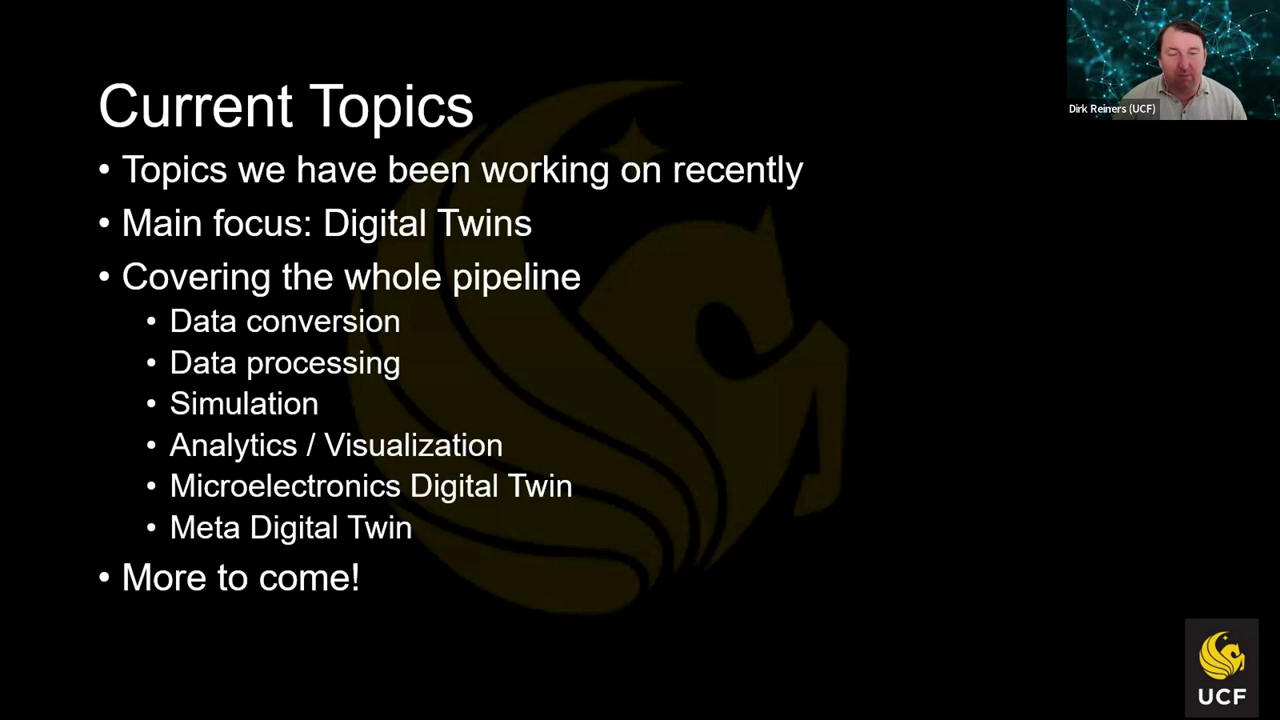 Dirk Reiners (UCF)
Current Topics
• Topics we have been working on recently
• Main focus: Digital Twins
• Covering the whole pipeline
• Data conversion
• Data processing
• Simulation
• Analytics / Visualization
• Microelectronics Digital Twin
• Meta Digital Twin
• More to come!
UCF